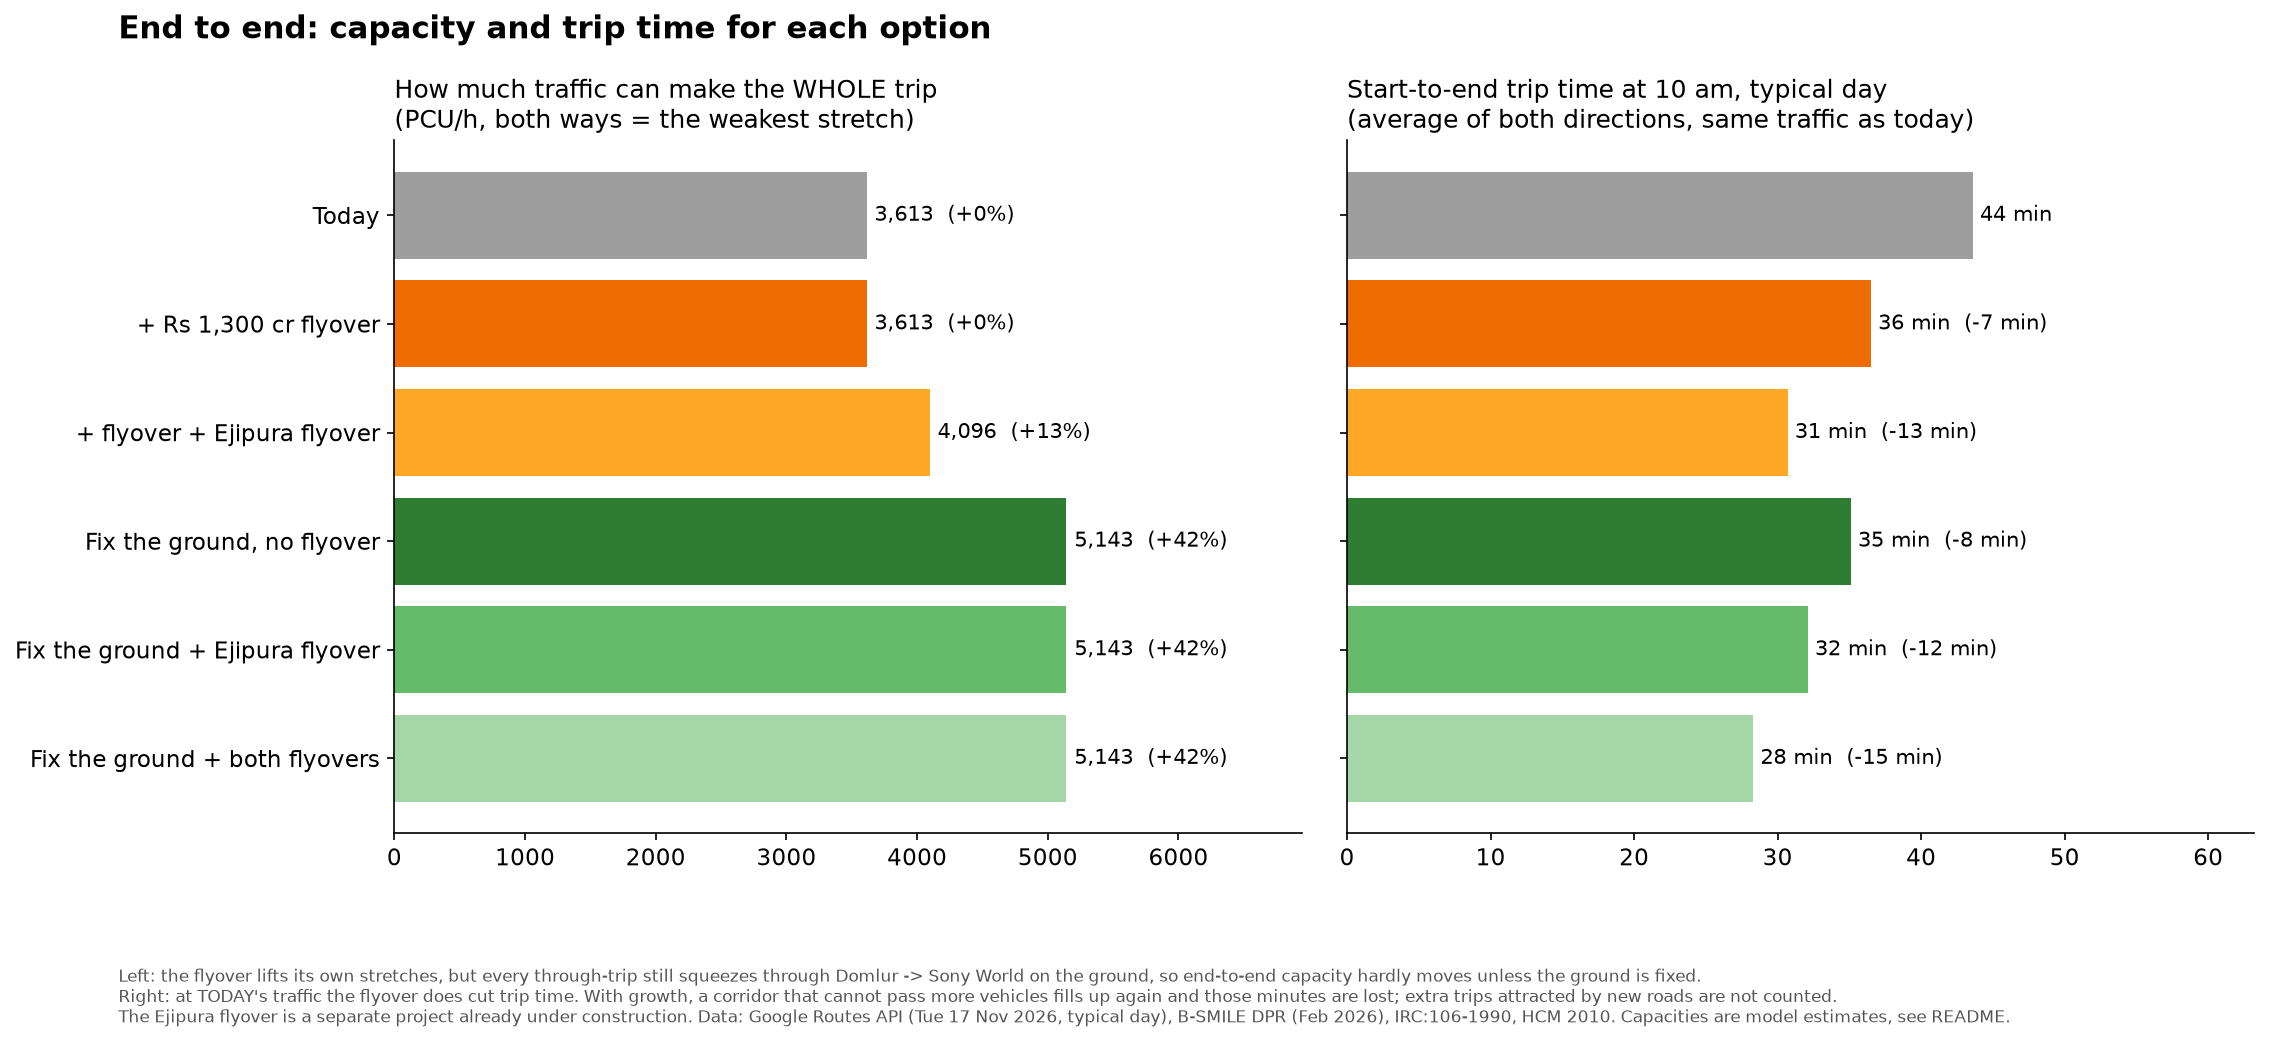 End to end: capacity and trip time for each option
How much traffic can make the WHOLE trip
(PCU/h, both ways = the weakest stretch)
Today
3,613  (+0%)
+ Rs 1,300 cr flyover
3,613  (+0%)
+ flyover + Ejipura flyover
4,096  (+13%)
Fix the ground, no flyover
5,143  (+42%)
Fix the ground + Ejipura flyover
5,143  (+42%)
Fix the ground + both flyovers
5,143  (+42%)
0 1000 2000 3000 4000 5000 6000
Start-to-end trip time at 10 am, typical day
(average of both directions, same traffic as today)
44 min
36 min  (-7 min)
31 min  (-13 min)
35 min  (-8 min)
32 min  (-12 min)
28 min  (-15 min)
0 10 20 30 40 50 60
Left: the flyover lifts its own stretches, but every through-trip still squeezes through Domlur -> Sony World on the ground, so end-to-end capacity hardly moves unless the ground is fixed.
Right: at TODAY's traffic the flyover does cut trip time. With growth, a corridor that cannot pass more vehicles fills up again and those minutes are lost; extra trips attracted by new roads are not counted.
The Ejipura flyover is a separate project already under construction. Data: Google Routes API (Tue 17 Nov 2026, typical day), B-SMILE DPR (Feb 2026), IRC:106-1990, HCM 2010. Capacities are model estimates, see README.